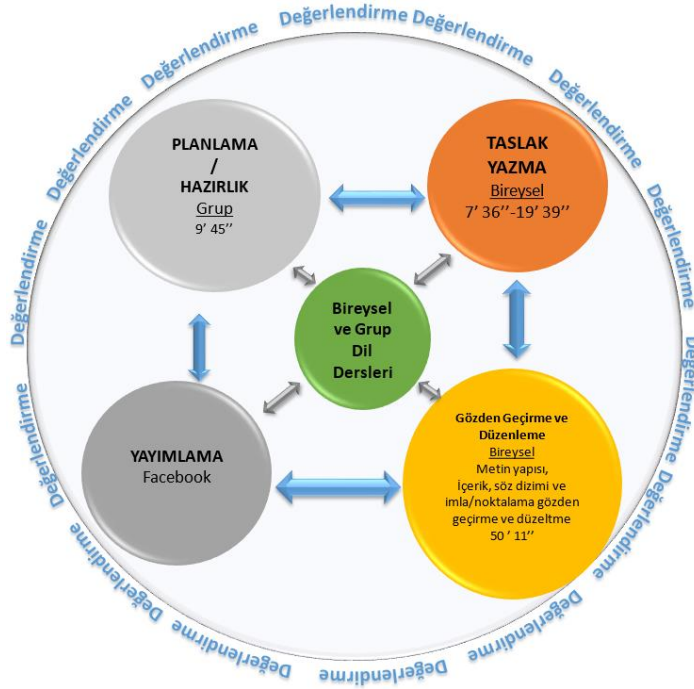 Değerlendirme Değerlendirme
Değerlendirme
Değerlendirme
Değerlendirme
Değerlendirme
Değerlendirme
Değerlendirme
Değerlendirme
Değerlendirme
Değerlendirme
PLANLAMA
/
HAZIRLIK
Grup
9’ 45’’
TASLAK
YAZMA
Bireysel
7’ 36’’-19’ 39’’
Bireysel
ve Grup
Dil
Dersleri
YAYIMLAMA
Facebook
Gözden Geçirme ve
Düzenleme
Bireysel
Metin yapısı,
İçerik, söz dizimi ve
imla/noktalama gözden
geçirme ve düzeltme
50 ’ 11’’
Değerlendirme
Değerlendirme
Değerlendirme
Değerlendirme
Değerlendirme
Değerlendirme
Değerlendirme